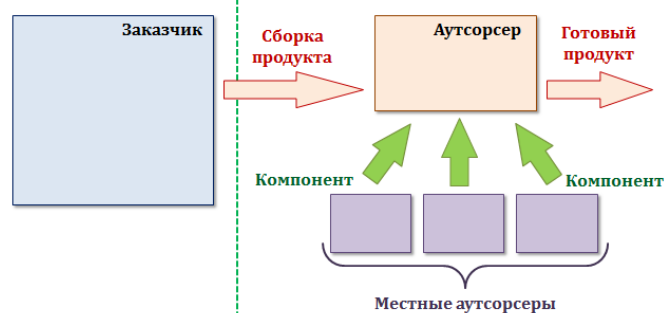 Заказчик
Сборка
продукта
Аутсорсер
Готовый
продукт
Компонент
Компонент
Местные аутсорсеры